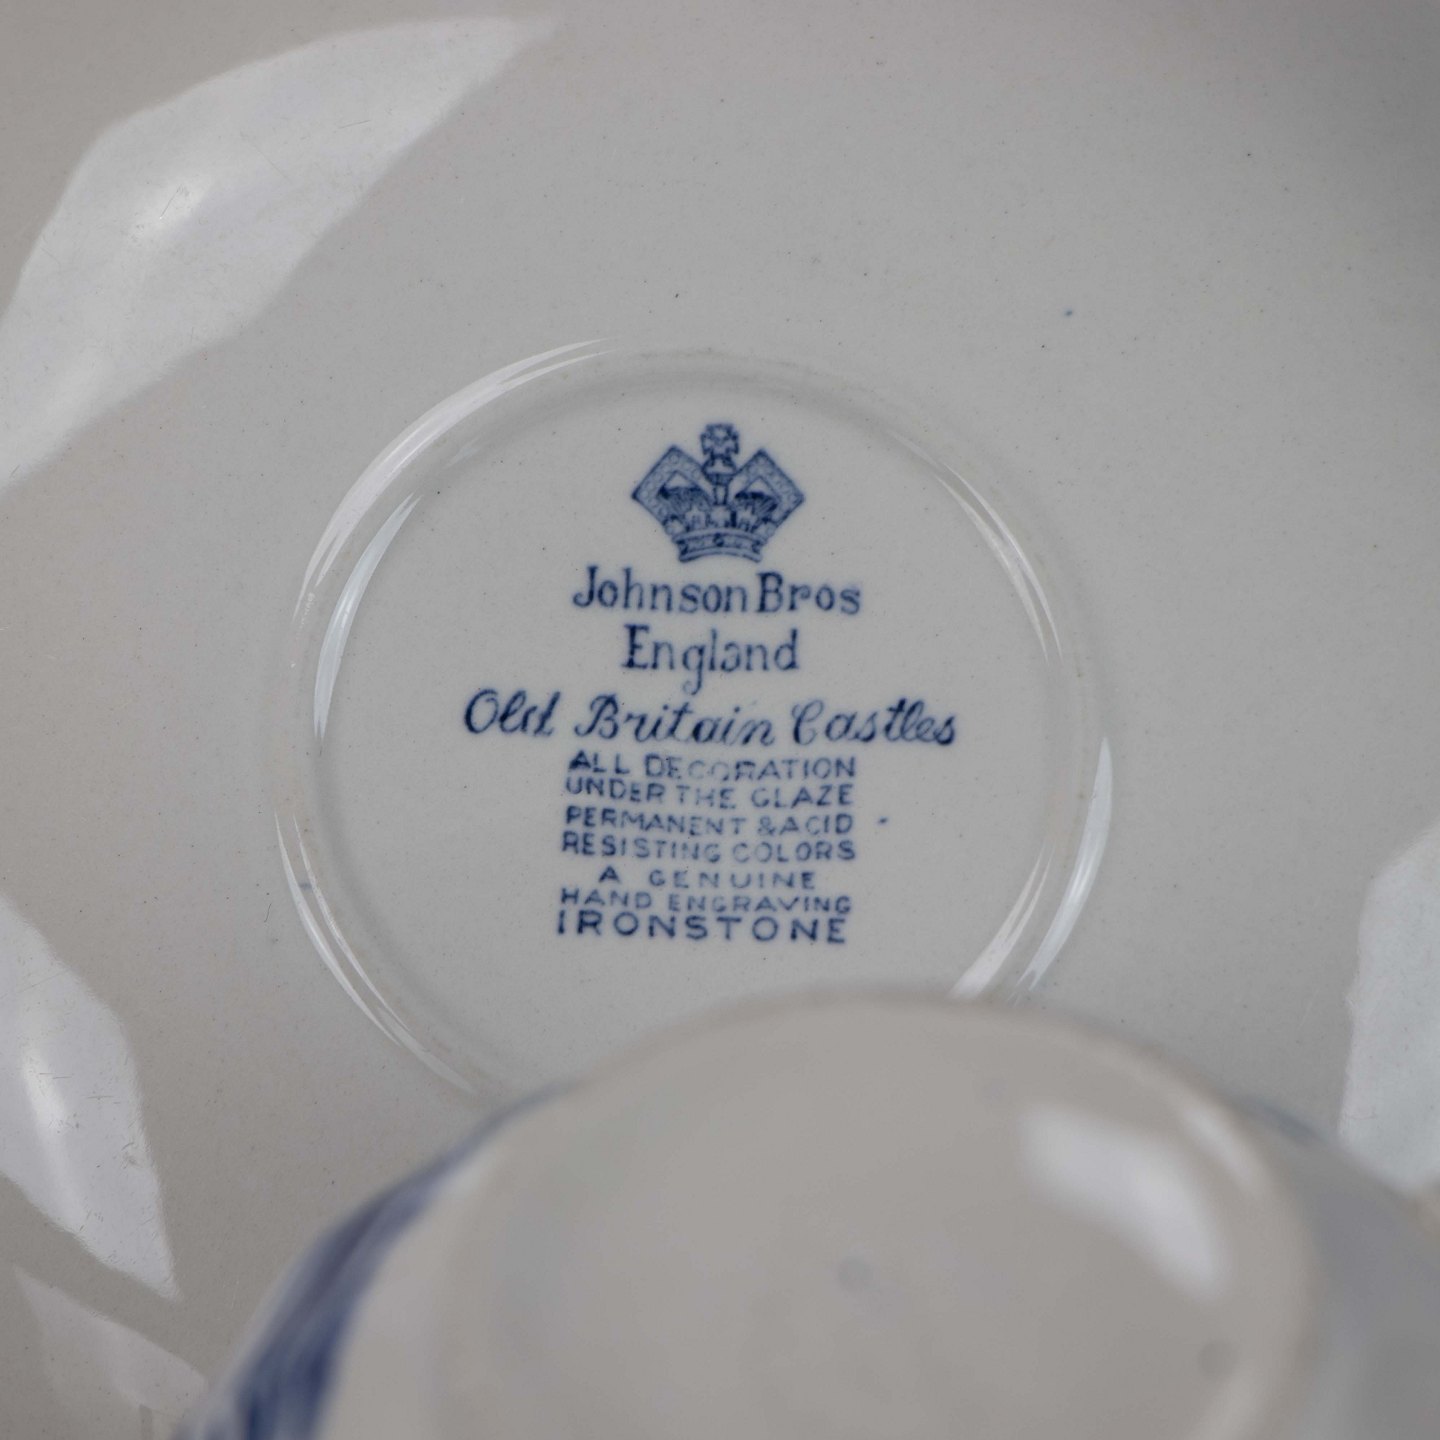 Johnson Bros
England
Old Britain Castles
ALL DECORATION
UNDER THE GLAZE
PERMANENT & ACID
RESISTING COLORS
A GENUINE
HAND ENGRAVING
IRONSTONE